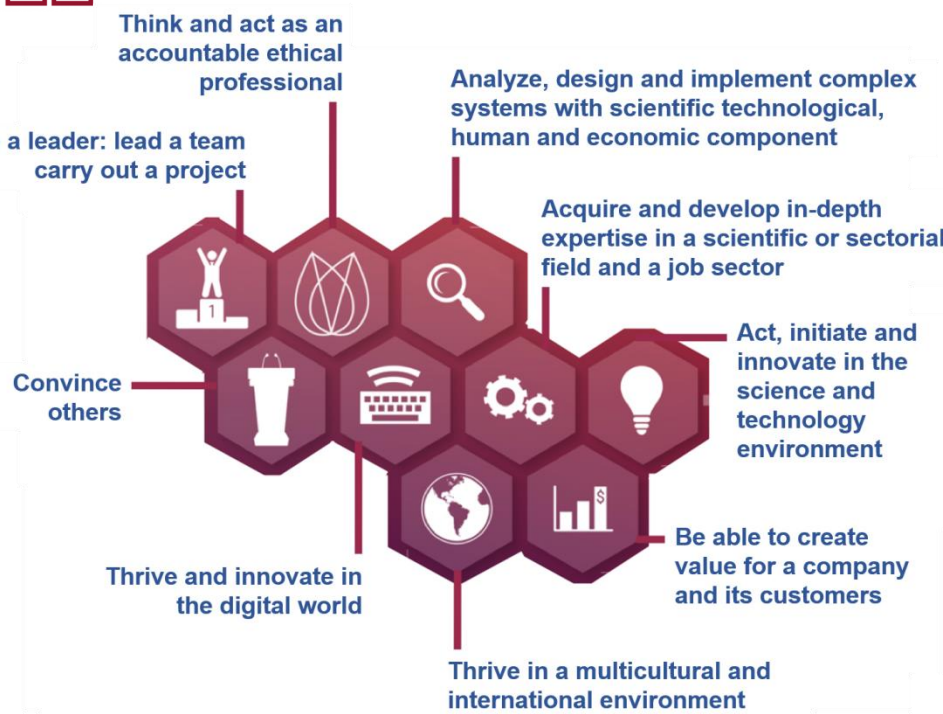 Think and act as an
accountable ethical
professional
Analyze, design and implement complex
systems with scientific technological,
human and economic component
a leader: lead a team
carry out a project
Acquire and develop in-depth
expertise in a scientific or sectorial
field and a job sector
1
Act, initiate and
innovate in the
science and
technology
environment
Convince
others
$
Be able to create
value for a company
and its customers
Thrive and innovate in
the digital world
Thrive in a multicultural and
international environment